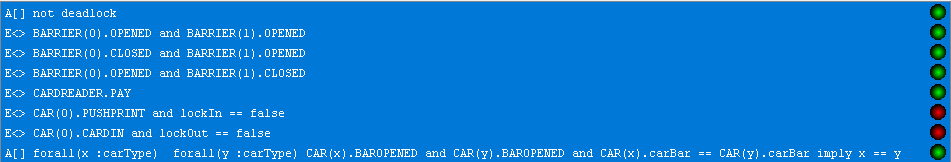 A[] not deadlock
E<> BARRIER(0).OPENED and BARRIER(1).OPENED
E<> BARRIER(0).CLOSED and BARRIER(1).OPENED
E<> BARRIER(0).OPENED and BARRIER(1).CLOSED
E<> CARDREADER.PAY
E<> CAR(0).PUSHPRINT and lockIn == false
E<> CAR(0).CARDIN and lockOut == false
A[] forall(x :carType)  forall(y :carType) CAR(x).BAROPENED and CAR(y).BAROPENED and CAR(x).carBar == CAR(y).carBar imply x == y